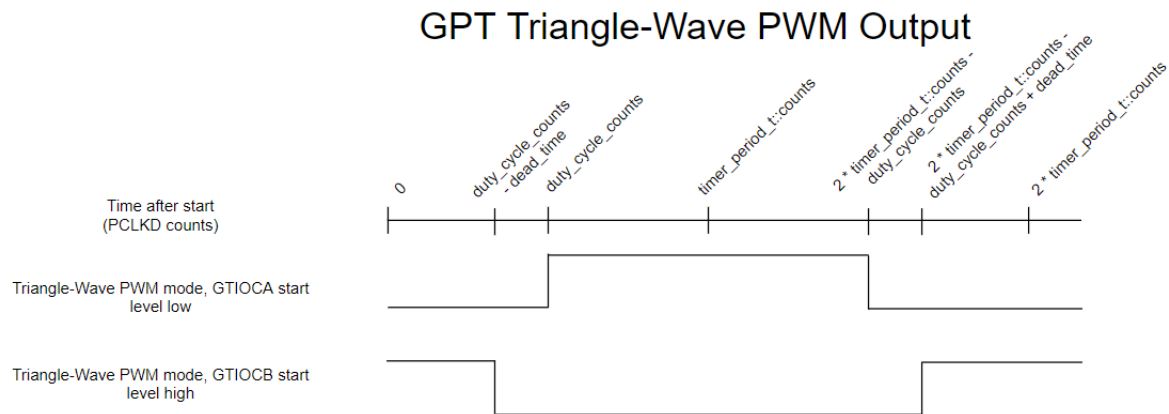 GPT Triangle-Wave PWM Output
0
duty_cycle_counts
- dead_time
duty_cycle_counts
timer_period_t::counts
2 * timer_period_t::counts -
duty_cycle_counts
2 * timer_period_t::counts -
duty_cycle_counts + dead_time
2 * timer_period_t::counts
Time after start
(PCLKD counts)
Triangle-Wave PWM mode, GTIOCA start
level low
Triangle-Wave PWM mode, GTIOCB start
level high